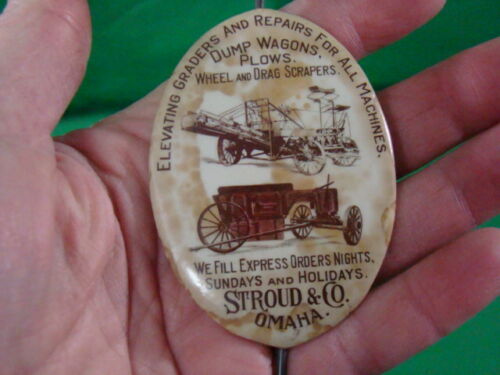 ELEVATING GRADERS AND REPAIRS FOR ALL MACHINES.
DUMP WAGONS.
PLOWS.
WHEEL AND DRAG SCRAPERS.
WE FILL EXPRESS ORDERS NIGHTS,
SUNDAYS AND HOLIDAYS.
STROUD & CO.
OMAHA.